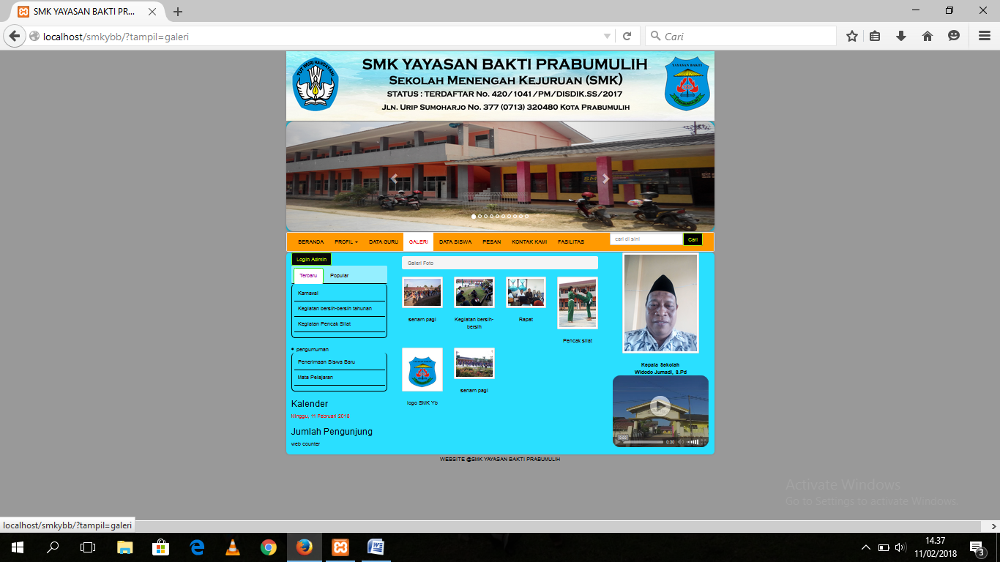 SMK YAYASAN BAKTI PR...
localhost/smkybb/?tampil=galeri
Cari
TUT WURI HANDAYANI
SMK YAYASAN BAKTI PRABUMULIH
SEKOLAH MENENGAH KEJURUAN (SMK)
STATUS : TERDAFTAR No. 420/1041/PM/DISDIK.SS/2017
JLN. URIP SUMOHARJO NO. 377 (0713) 320480 KOTA PRABUMULIH
YAYASAN BAKTI
PRABUMULIH
BERANDA PROFIL DATA GURU GALERI DATA SISWA PESAN KONTAK KAMI FASILITAS
cari di sini
Cari
Login Admin
Terbaru Popular
Karnaval
Kegiatan bersih-bersih tahunan
Kegiatan Pencak Silat
pengumuman
Penerimaan Siswa Baru
Mata Pelajaran
Kalender
Minggu, 11 Februari 2018
Jumlah Pengunjung
web counter
Galeri Foto
senam pagi
Kegiatan bersih-
bersih
Rapat
Pencak silat
logo SMK Yb
senam pagi
Kepala Sekolah
Widodo Jumadi, S.Pd
0:00
0:30
WEBSITE @SMK YAYASAN BAKTI PRABUMULIH
Activate Windows
Go to Settings to activate Windows.
localhost/smkybb/?tampil=galeri
14.37
11/02/2018
3